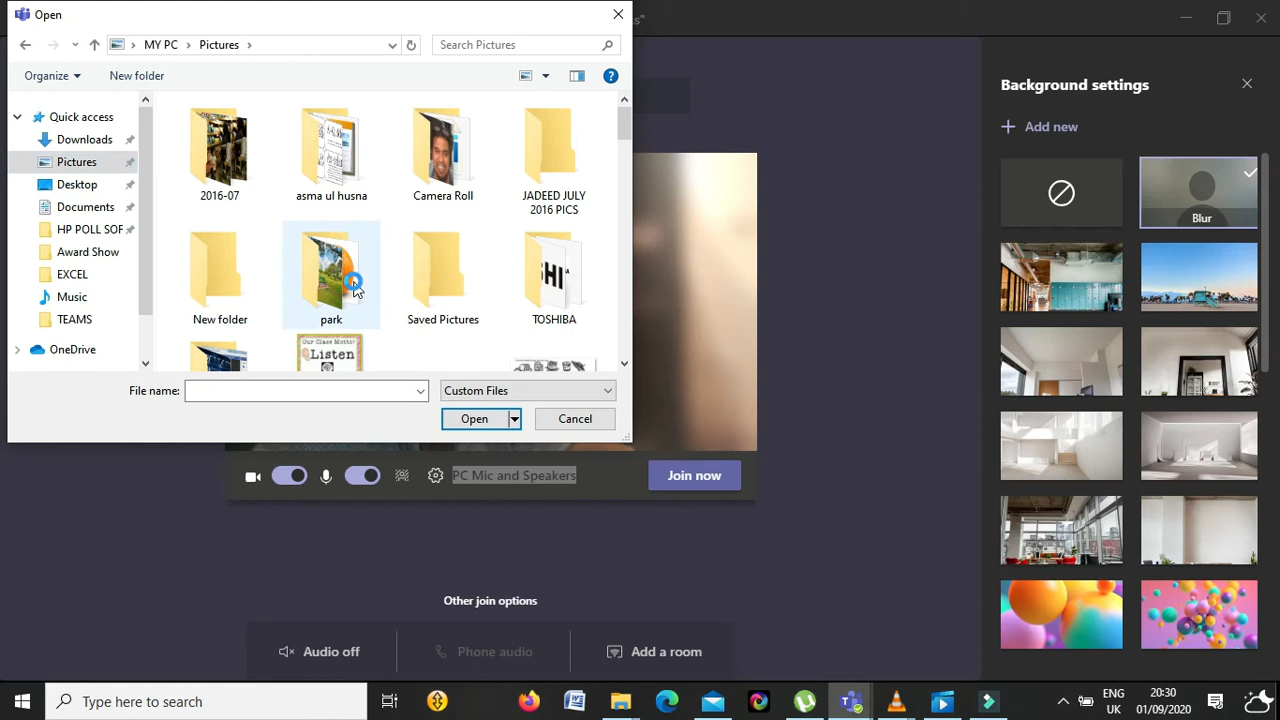 Open
MY PC
Pictures
Search Pictures
Organize
New folder
Quick access
Downloads
Pictures
Desktop
Documents
HP POLL SOF
Award Show
EXCEL
Music
TEAMS
OneDrive
2016-07
asma ul husna
Camera Roll
JADEED JULY
2016 PICS
New folder
park
Saved Pictures
TOSHIBA
Our Class Motto!
Listen
File name:
Custom Files
Open
Cancel
PC Mic and Speakers
Join now
Other join options
Audio off
Phone audio
Add a room
Background settings
Add new
Blur
Type here to search
ENG
UK
20:30
01/09/2020